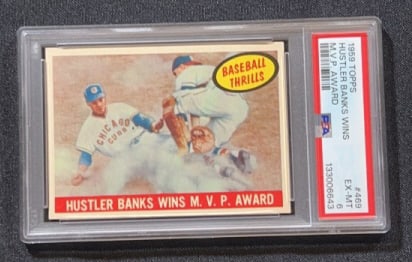 BASEBALL
THRILLS
CHICAGO
CUBS
HUSTLER BANKS WINS M. V. P. AWARD
1959 TOPPS
HUSTLER BANKS WINS
M.V.P. AWARD
PSA
#469
EX-MT
6
133006643